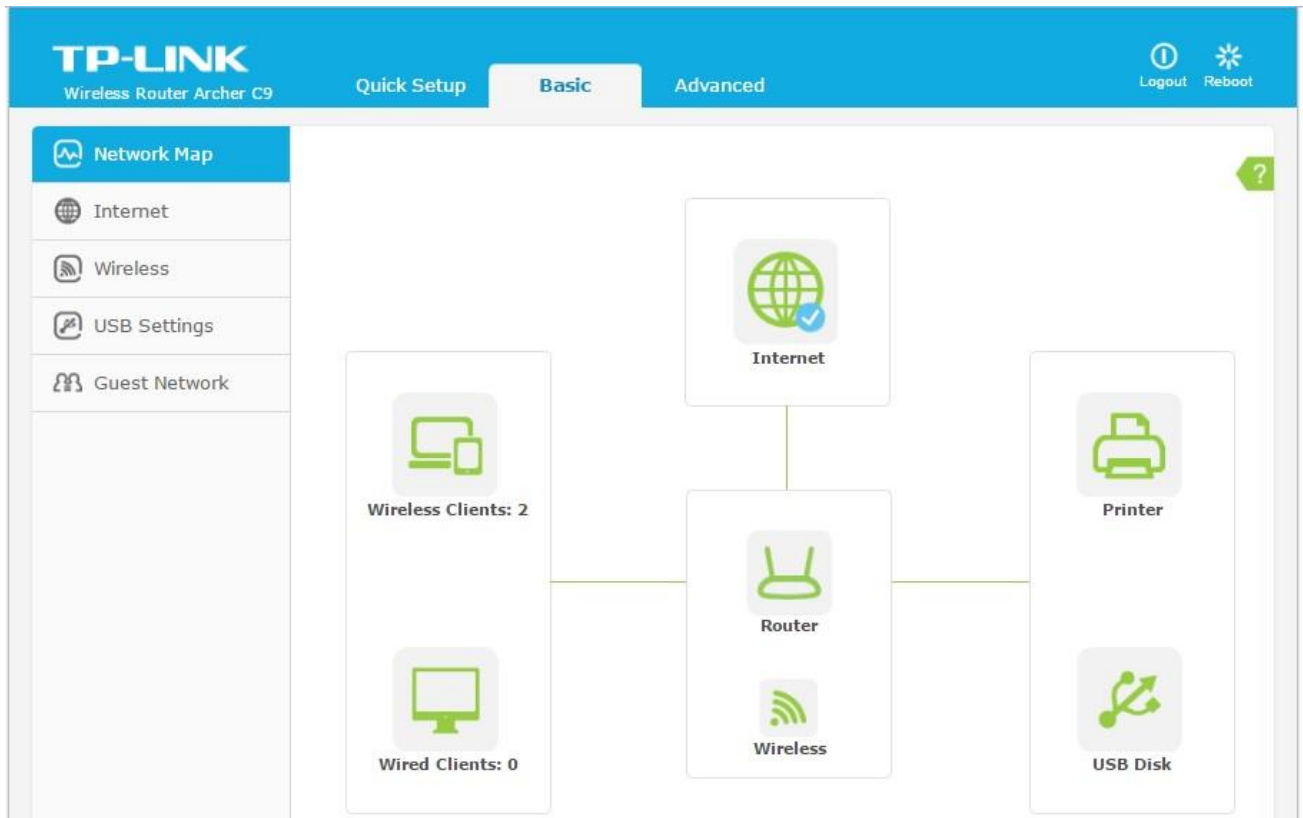 TP-LINK
Wireless Router Archer C9
Quick Setup
Basic
Advanced
Logout
Reboot
Network Map
Internet
Wireless
USB Settings
Guest Network
?
Internet
Wireless Clients: 2
Printer
Router
Wireless
Wired Clients: 0
USB Disk